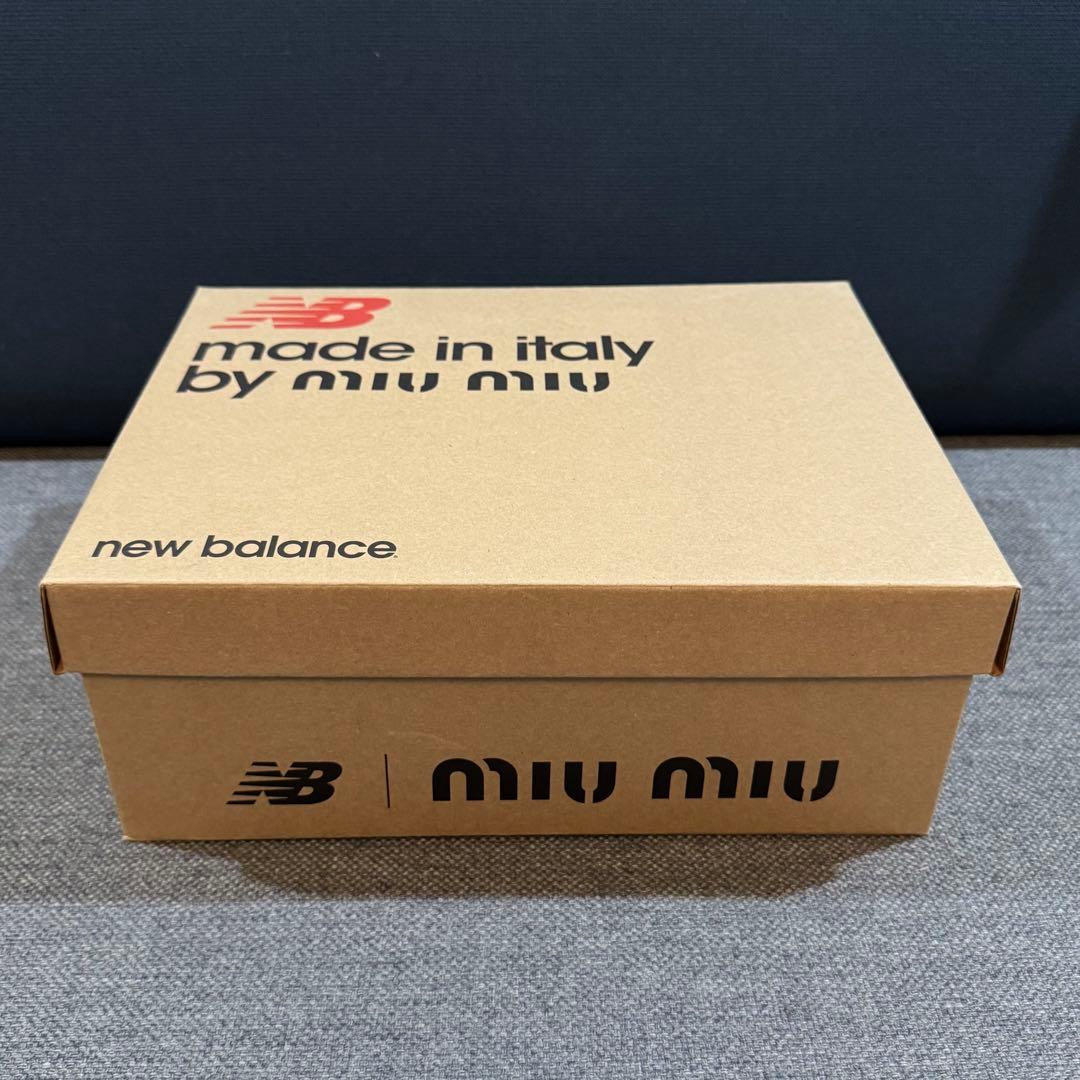 NB
made in italy
by miu miu
new balance
NB | miu miu